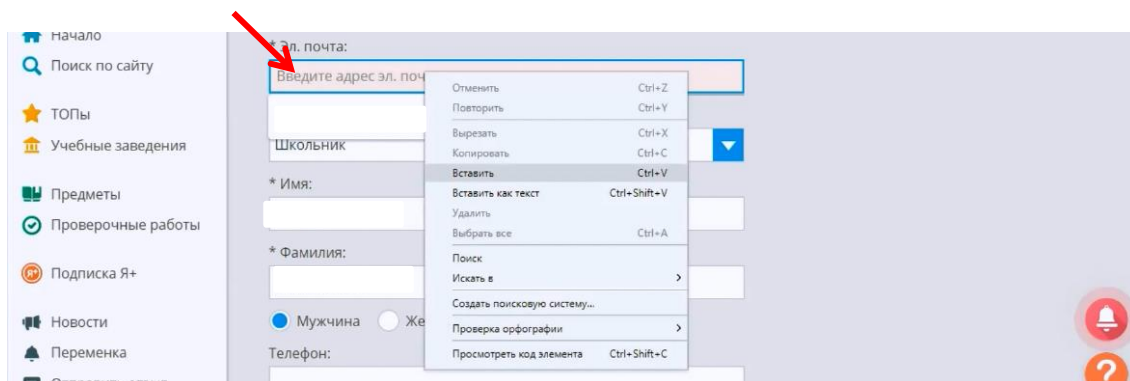 Начало
Поиск по сайту
ТОПы
Учебные заведения
Предметы
Проверочные работы
Подписка Я+
Новости
Переменка
* Эл. почта:
Введите адрес эл. поч
Школьник
* Имя:
* Фамилия:
Мужчина Же
Телефон:
Отменить Ctrl+Z
Повторить Ctrl+Y
Вырезать Ctrl+X
Копировать Ctrl+C
Вставить Ctrl+V
Вставить как текст Ctrl+Shift+V
Удалить
Выбрать все Ctrl+A
Поиск
Искать в
Создать поисковую систему...
Проверка орфографии
Просмотреть код элемента Ctrl+Shift+C